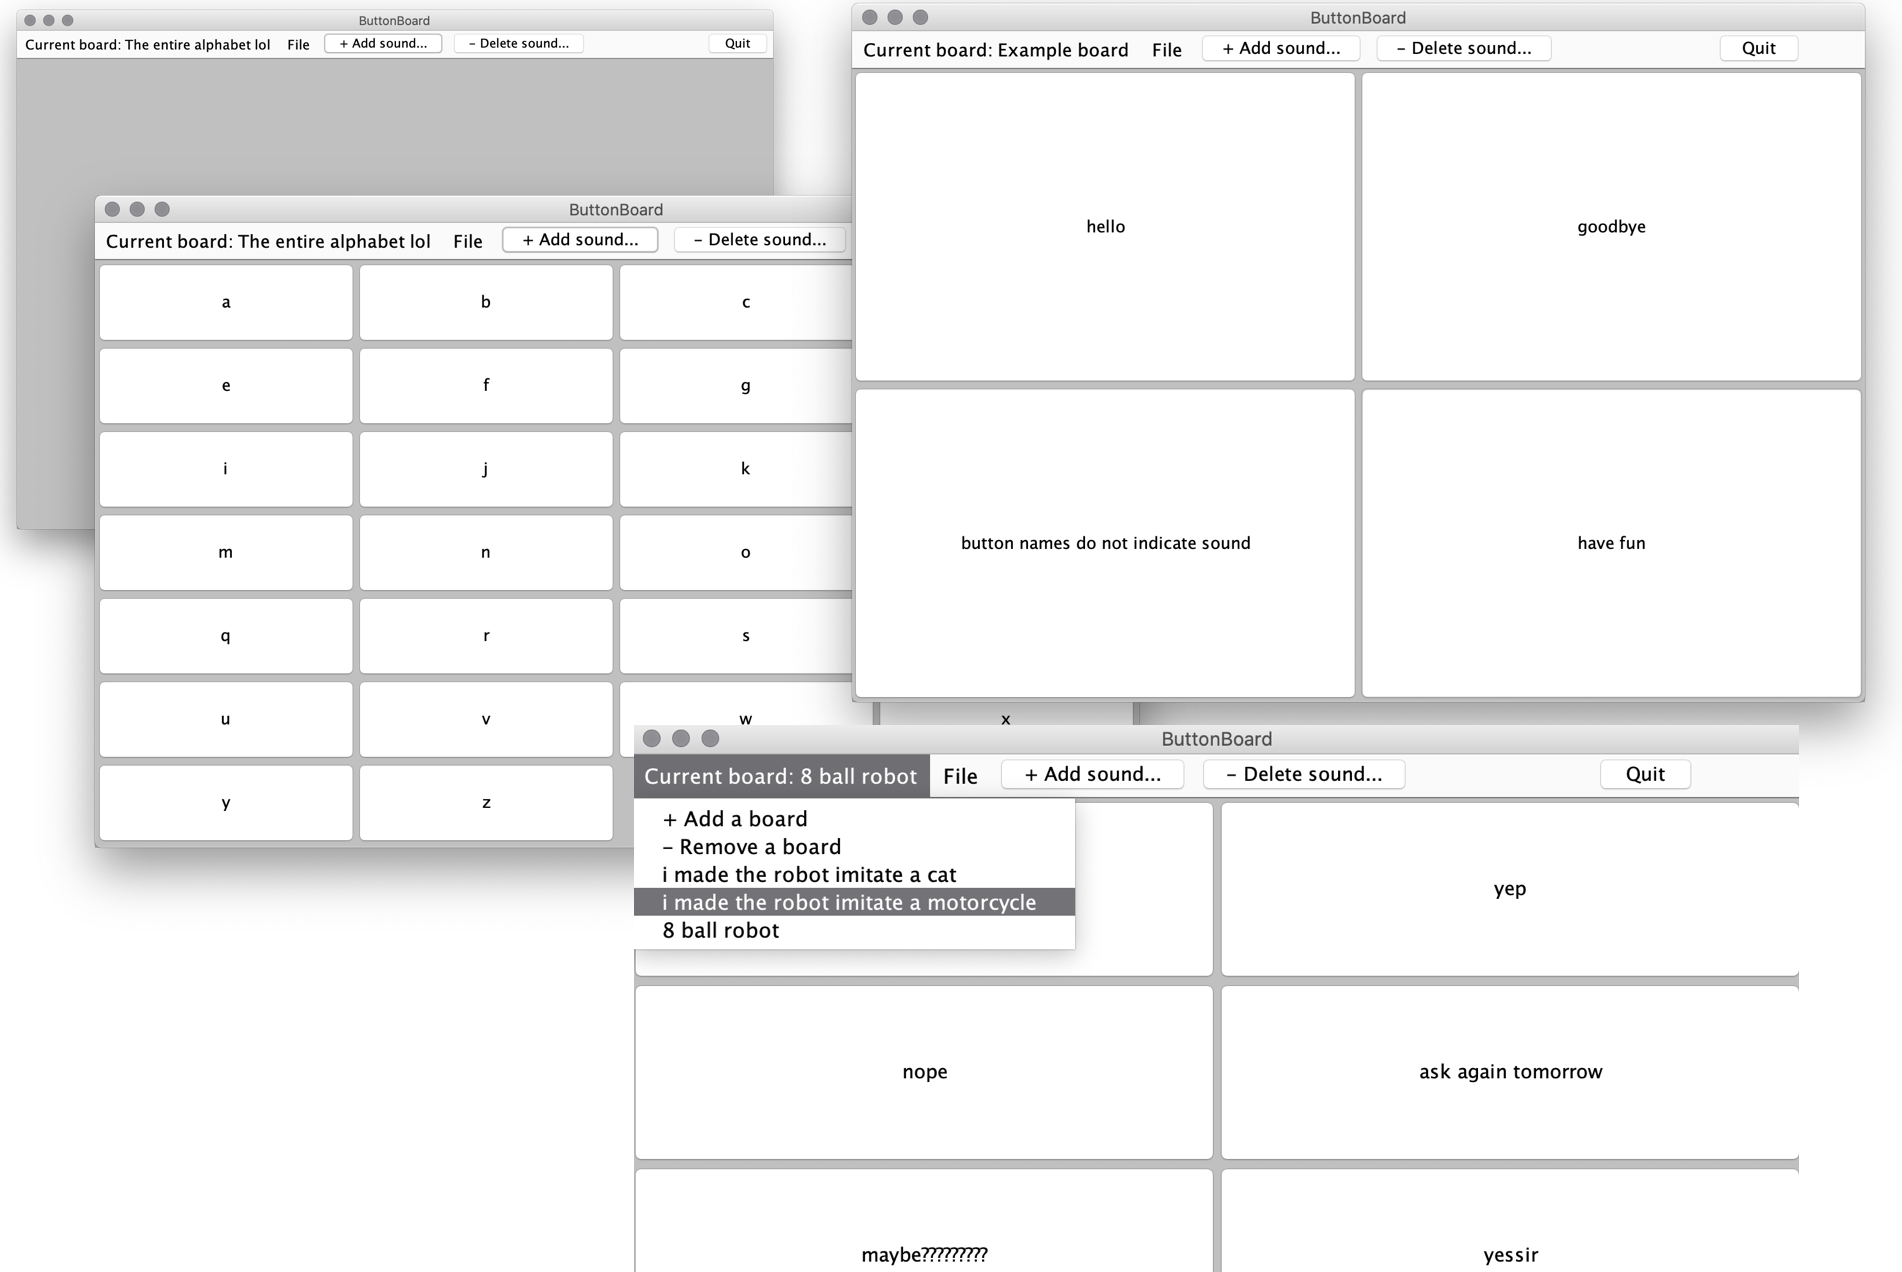 ButtonBoard
Current board: The entire alphabet lol File + Add sound... – Delete sound... Quit
ButtonBoard
Current board: Example board File + Add sound... – Delete sound... Quit
hello goodbye
button names do not indicate sound have fun
ButtonBoard
Current board: The entire alphabet lol File + Add sound... – Delete sound...
a b c
e f g
i j k
m n o
q r s
u v w x
y z
ButtonBoard
Current board: 8 ball robot File + Add sound... – Delete sound... Quit
+ Add a board
– Remove a board
i made the robot imitate a cat
i made the robot imitate a motorcycle
8 ball robot
yep
nope ask again tomorrow
maybe????????? yessir